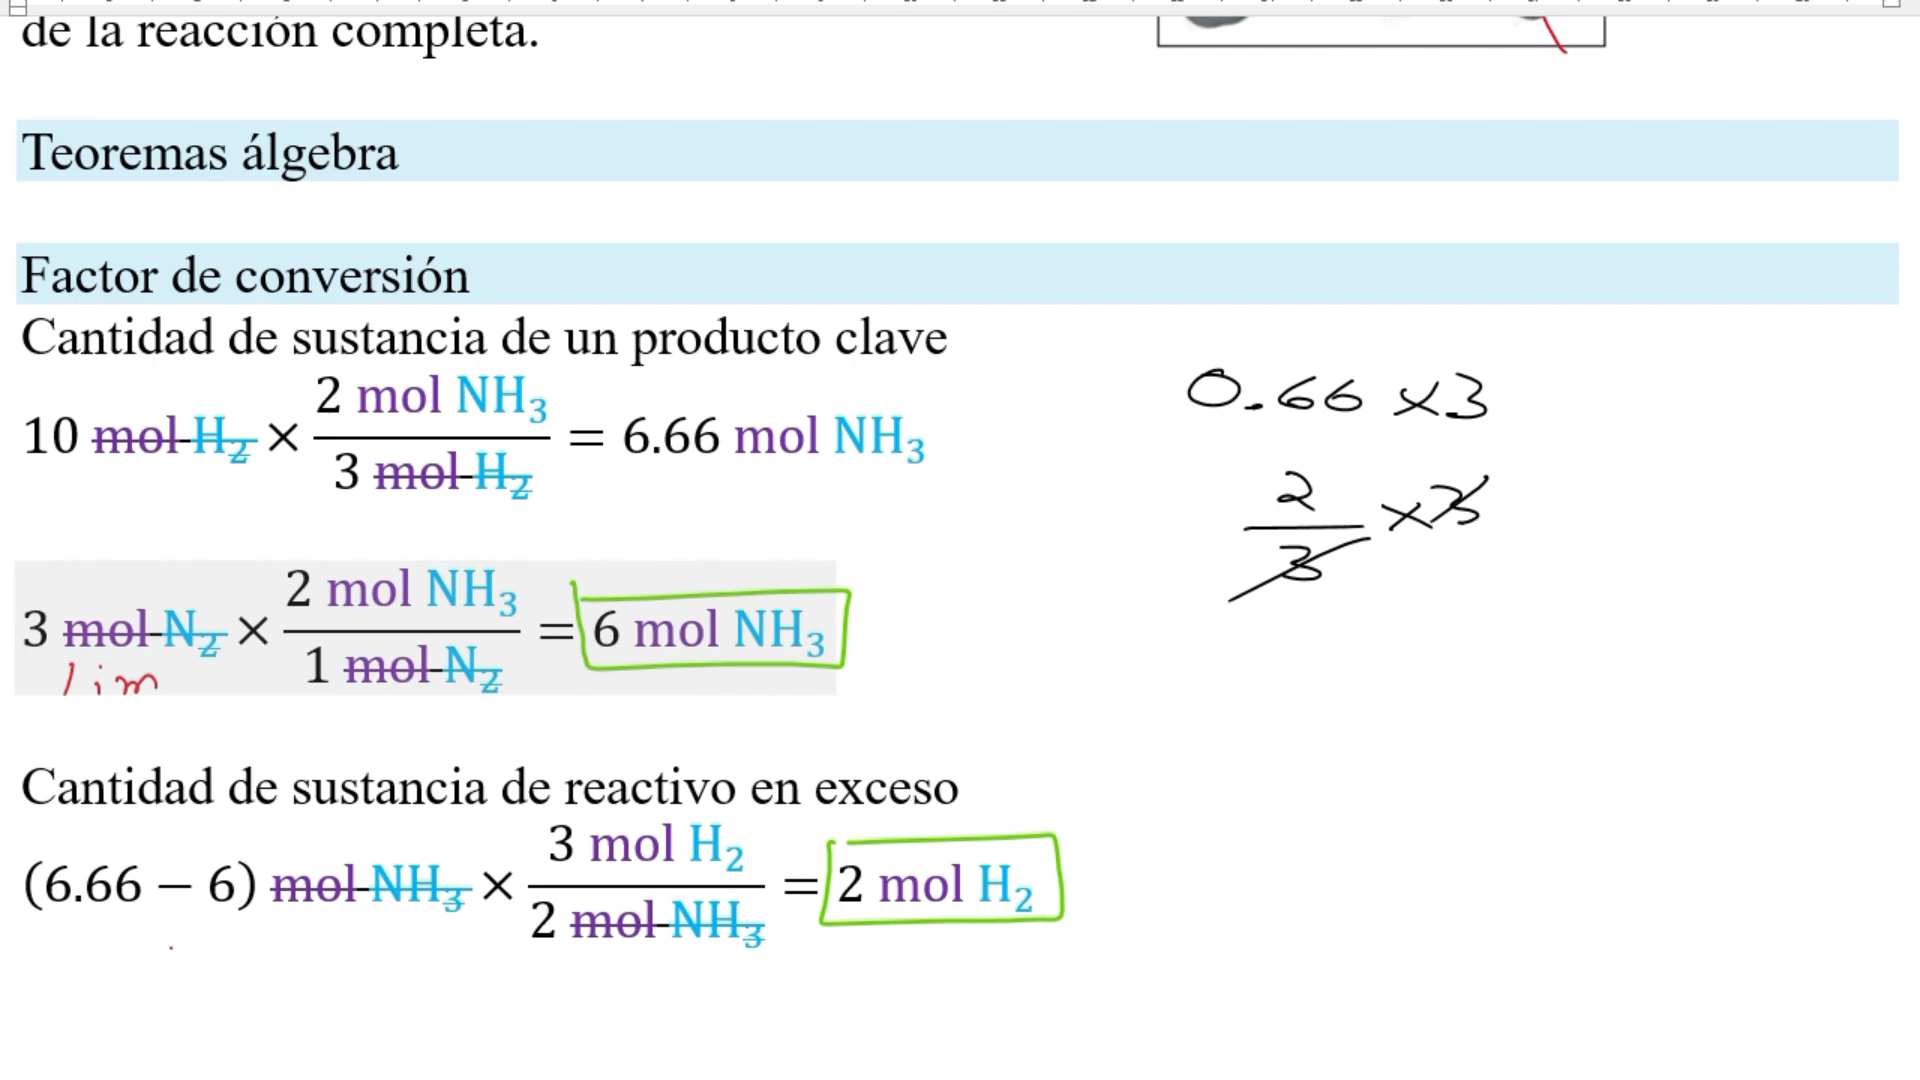 de la reacción completa.
Teoremas álgebra
Factor de conversión
Cantidad de sustancia de un producto clave
10 mol H₂ × 2 mol NH₃ / 3 mol H₂ = 6.66 mol NH₃
0.66 x3
2/3 x3
3 mol N₂ × 2 mol NH₃ / 1 mol N₂ = 6 mol NH₃
lim
Cantidad de sustancia de reactivo en exceso
(6.66 − 6) mol NH₃ × 3 mol H₂ / 2 mol NH₃ = 2 mol H₂